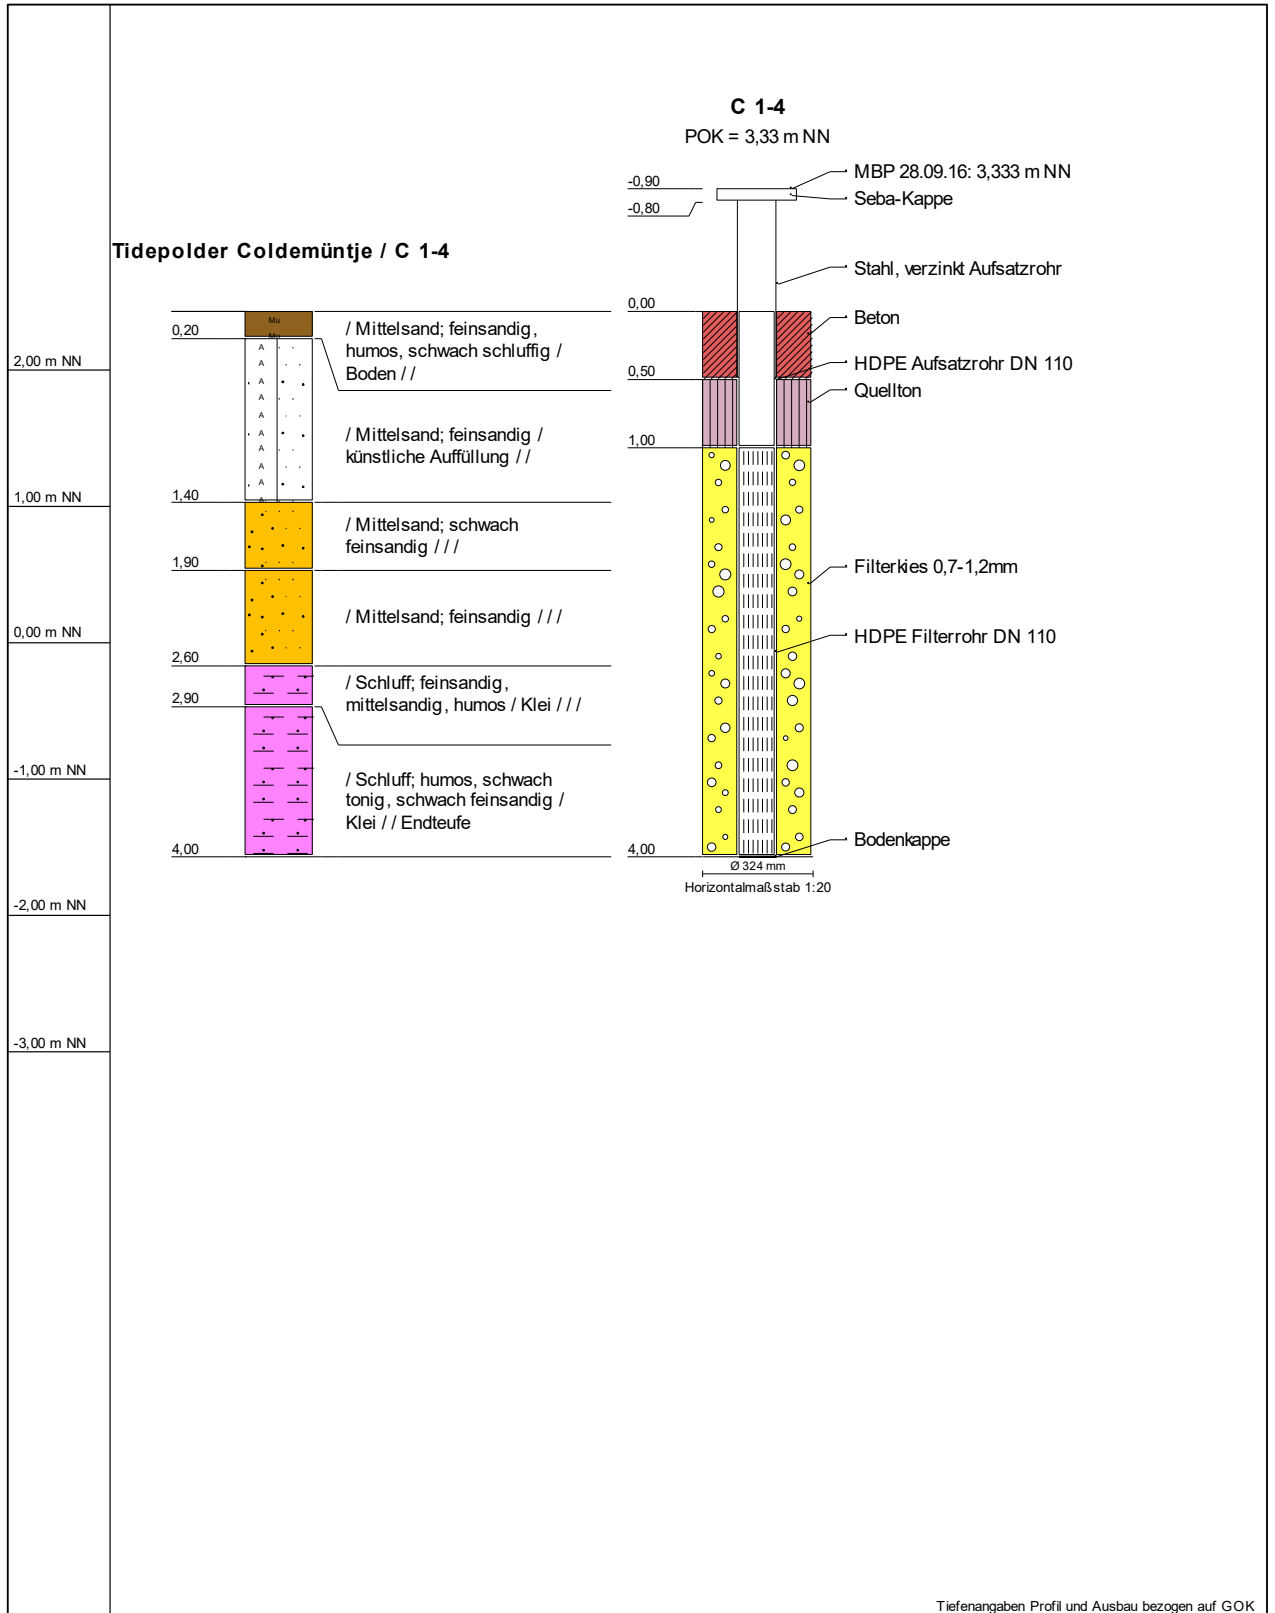 C 1-4
POK = 3,33 m NN
-0,90
-0,80
MBP 28.09.16: 3,333 m NN
Seba-Kappe
Tidepolder Coldemüntje / C 1-4
Stahl, verzinkt Aufsatzrohr
0,00
Beton
0,50
HDPE Aufsatzrohr DN 110
Quellton
1,00
Filterkies 0,7-1,2mm
HDPE Filterrohr DN 110
Bodenkappe
4,00
Ø 324 mm
Horizontalmaßstab 1:20
Mu
Mu
0,20
/ Mittelsand; feinsandig,
humos, schwach schluffig /
Boden / /
A
A
A
A
A
A
A
A
A
A
/ Mittelsand; feinsandig /
künstliche Auffüllung / /
1,40
/ Mittelsand; schwach
feinsandig / / /
1,90
/ Mittelsand; feinsandig / / /
2,60
/ Schluff; feinsandig,
mittelsandig, humos / Klei / / /
2,90
/ Schluff; humos, schwach
tonig, schwach feinsandig /
Klei / / Endteufe
4,00
2,00 m NN
1,00 m NN
0,00 m NN
-1,00 m NN
-2,00 m NN
-3,00 m NN
Tiefenangaben Profil und Ausbau bezogen auf GOK